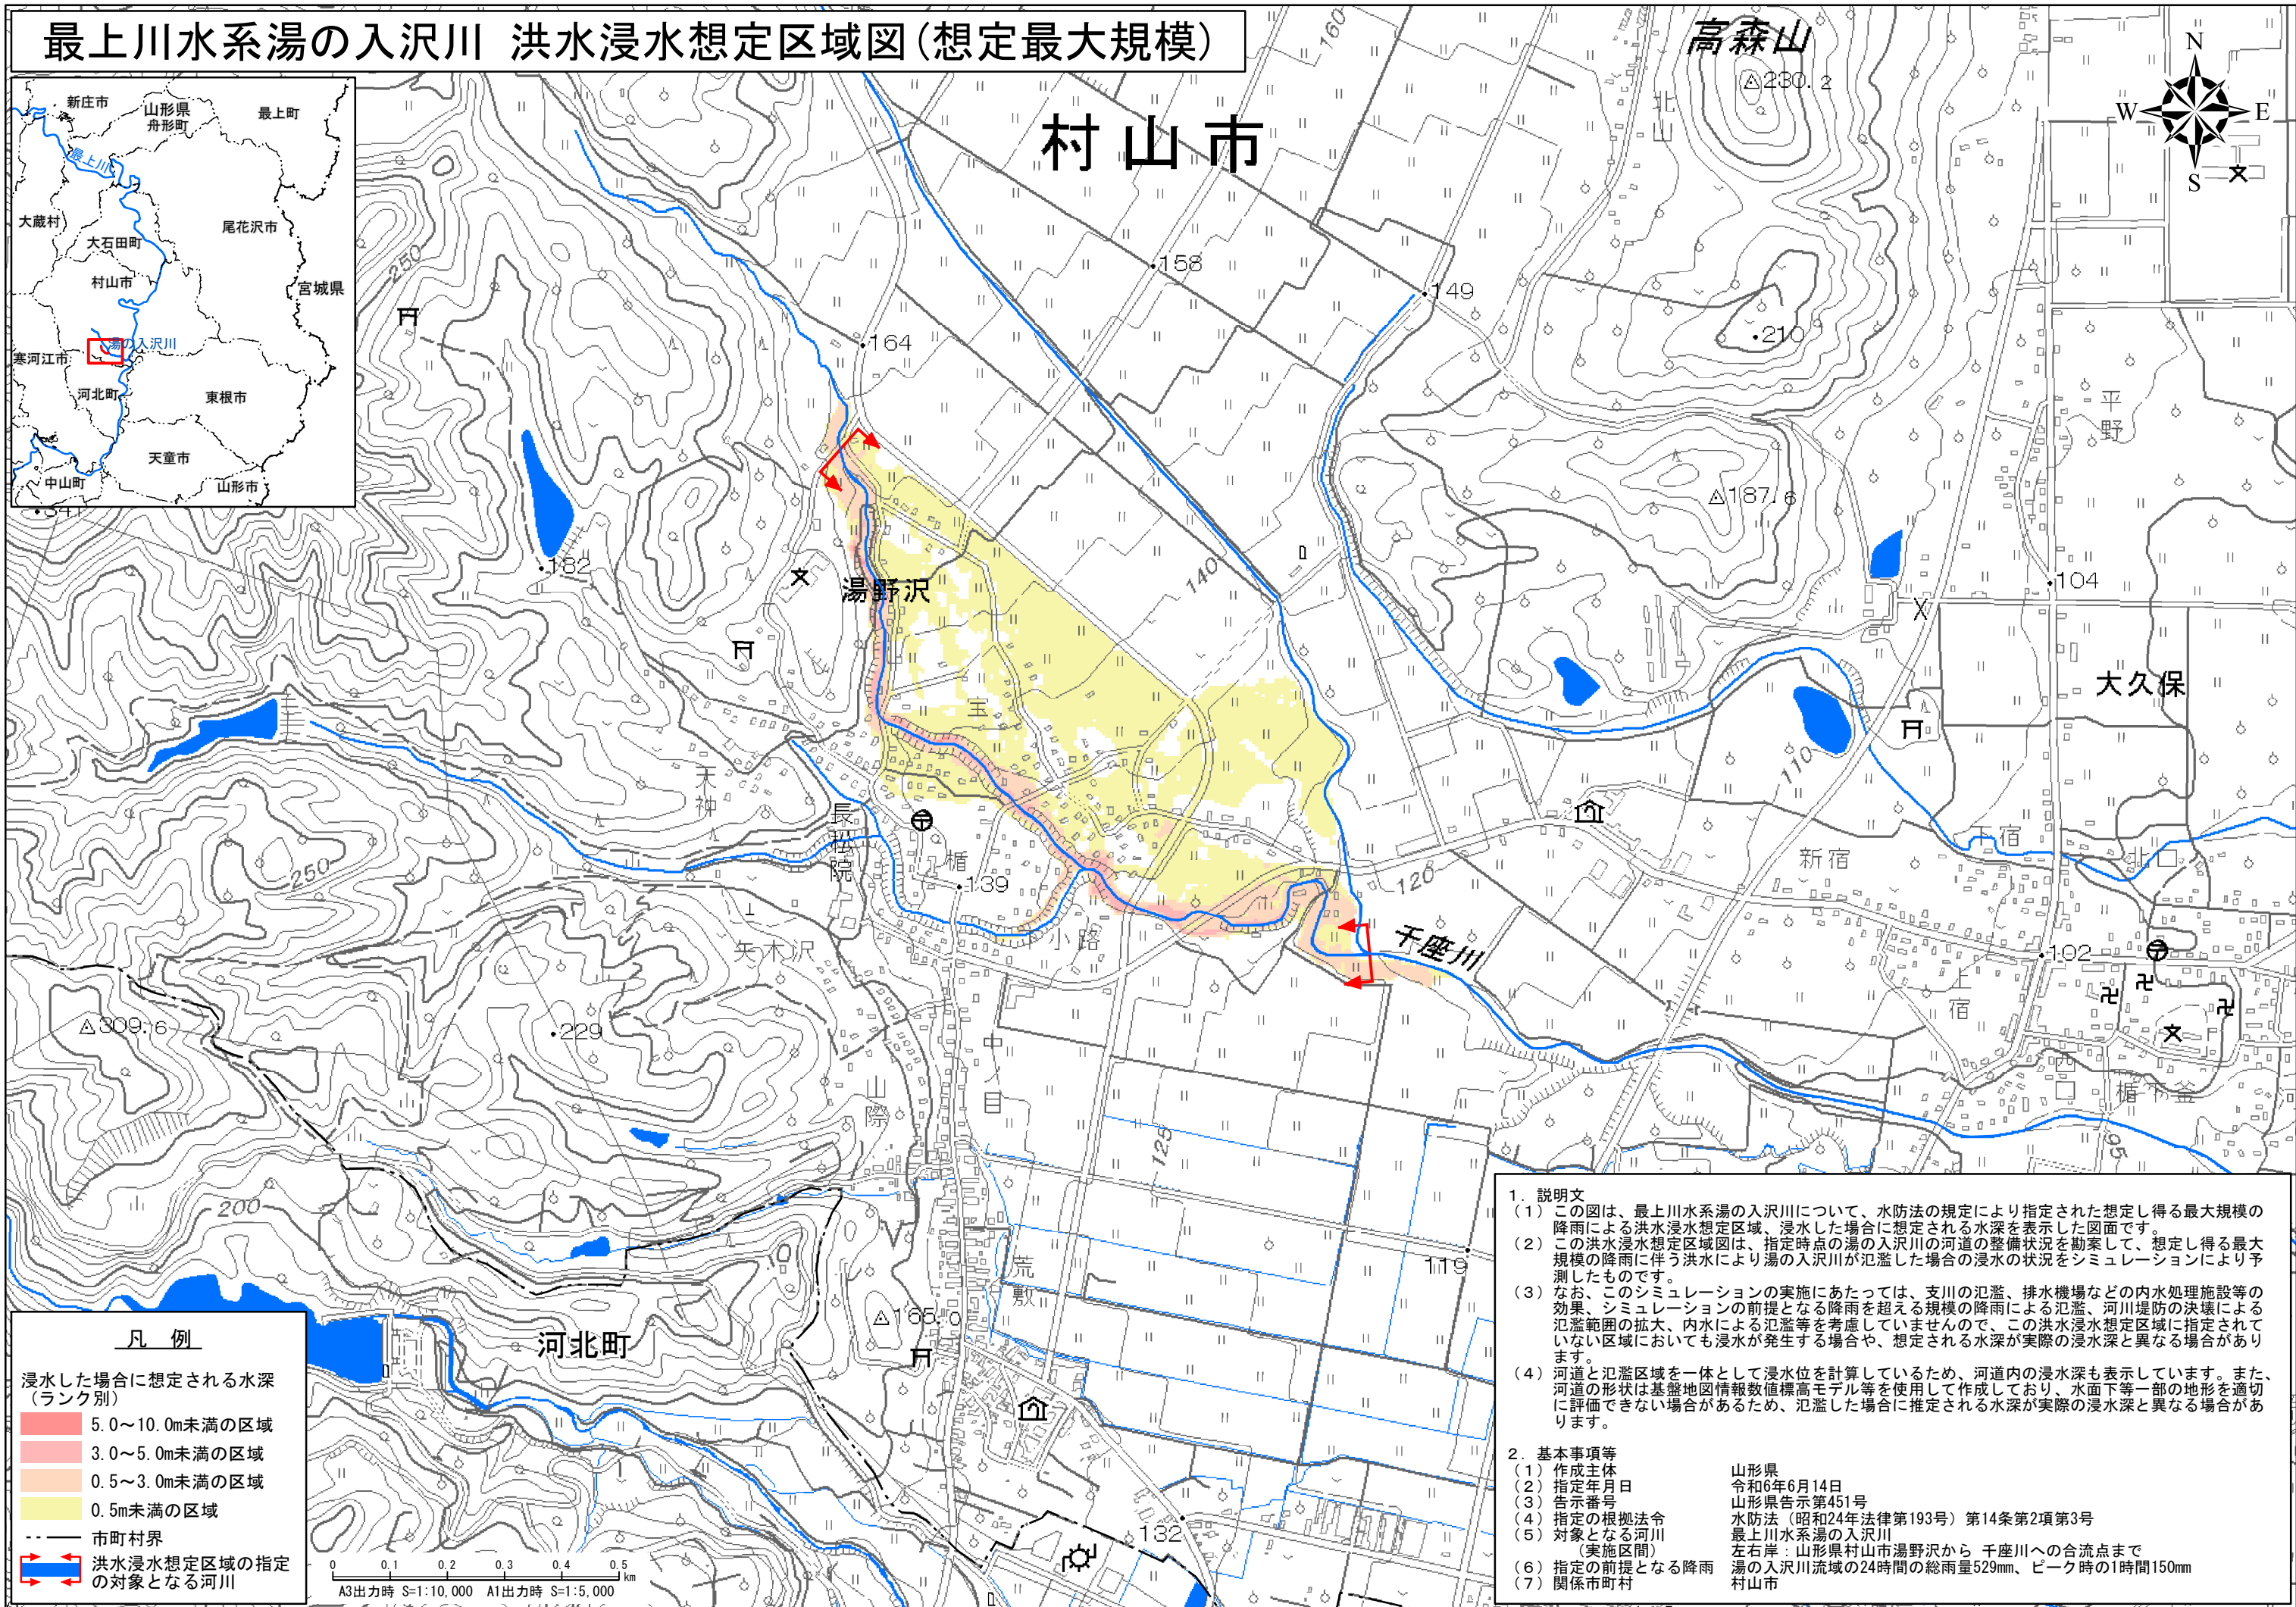 最上川水系湯の入沢川 洪水浸水想定区域図(想定最大規模)
新庄市
山形県
舟形町
最上町
最上川
大蔵村
大石田町
尾花沢市
村山市
宮城県
湯の入沢川
寒河江市
河北町
東根市
天童市
中山町
山形市
高森山
230.2
北山
N
W
E
S
160
村山市
158
149
164
210
250
341
182
187.6
平野
104
140
湯野沢
大久保
宝
天神
長松院
楯
139
110
120
新宿
下宿
北口
250
矢木沢
下小路
千座川
102
上宿
309.6
229
中ノ目
山際
西口
楯下釜
95
125
200
荒敷
119
165.0
河北町
132
凡 例
浸水した場合に想定される水深
(ランク別)
5.0～10.0m未満の区域
3.0～5.0m未満の区域
0.5～3.0m未満の区域
0.5m未満の区域
市町村界
洪水浸水想定区域の指定
の対象となる河川
0 0.1 0.2 0.3 0.4 0.5
km
A3出力時 S=1:10,000 A1出力時 S=1:5,000
1. 説明文
(1) この図は、最上川水系湯の入沢川について、水防法の規定により指定された想定し得る最大規模の
降雨による洪水浸水想定区域、浸水した場合に想定される水深を表示した図面です。
(2) この洪水浸水想定区域図は、指定時点の湯の入沢川の河道の整備状況を勘案して、想定し得る最大
規模の降雨に伴う洪水により湯の入沢川が氾濫した場合の浸水の状況をシミュレーションにより予
測したものです。
(3) なお、このシミュレーションの実施にあたっては、支川の氾濫、排水機場などの内水処理施設等の
効果、シミュレーションの前提となる降雨を超える規模の降雨による氾濫、河川堤防の決壊による
氾濫範囲の拡大、内水による氾濫等を考慮していませんので、この洪水浸水想定区域に指定されて
いない区域においても浸水が発生する場合や、想定される水深が実際の浸水深と異なる場合があり
ます。
(4) 河道と氾濫区域を一体として浸水位を計算しているため、河道内の浸水深も表示しています。また、
河道の形状は基盤地図情報数値標高モデル等を使用して作成しており、水面下等一部の地形を適切
に評価できない場合があるため、氾濫した場合に推定される水深が実際の浸水深と異なる場合があ
ります。
2. 基本事項等
(1) 作成主体 山形県
(2) 指定年月日 令和6年6月14日
(3) 告示番号 山形県告示第451号
(4) 指定の根拠法令 水防法（昭和24年法律第193号）第14条第2項第3号
(5) 対象となる河川 最上川水系湯の入沢川
(実施区間) 左右岸：山形県村山市湯野沢から 千座川への合流点まで
(6) 指定の前提となる降雨 湯の入沢川流域の24時間の総雨量529mm、ピーク時の1時間150mm
(7) 関係市町村 村山市